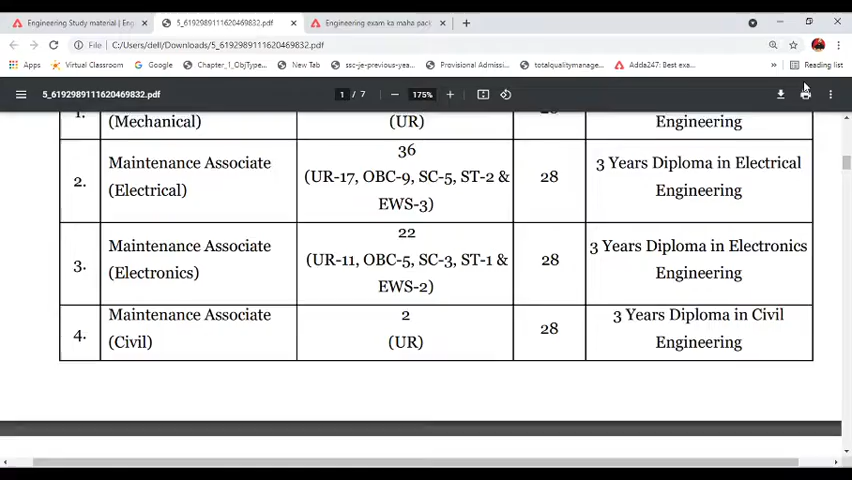 Engineering Study material | Eng
5_6192989111620469832.pdf
Engineering exam ka maha pack
File | C:/Users/dell/Downloads/5_6192989111620469832.pdf
Apps
Virtual Classroom
Google
Chapter_1_ObjType...
New Tab
ssc-je-previous-year...
Provisional Admissi...
totalqualitymanage...
Adda247: Best exa...
»
Reading list
5_6192989111620469832.pdf
1 / 7
175%
1.
(Mechanical)
(UR)
Engineering
2.
Maintenance Associate
(Electrical)
36
(UR-17, OBC-9, SC-5, ST-2 &
EWS-3)
28
3 Years Diploma in Electrical
Engineering
3.
Maintenance Associate
(Electronics)
22
(UR-11, OBC-5, SC-3, ST-1 &
EWS-2)
28
3 Years Diploma in Electronics
Engineering
4.
Maintenance Associate
(Civil)
2
(UR)
28
3 Years Diploma in Civil
Engineering